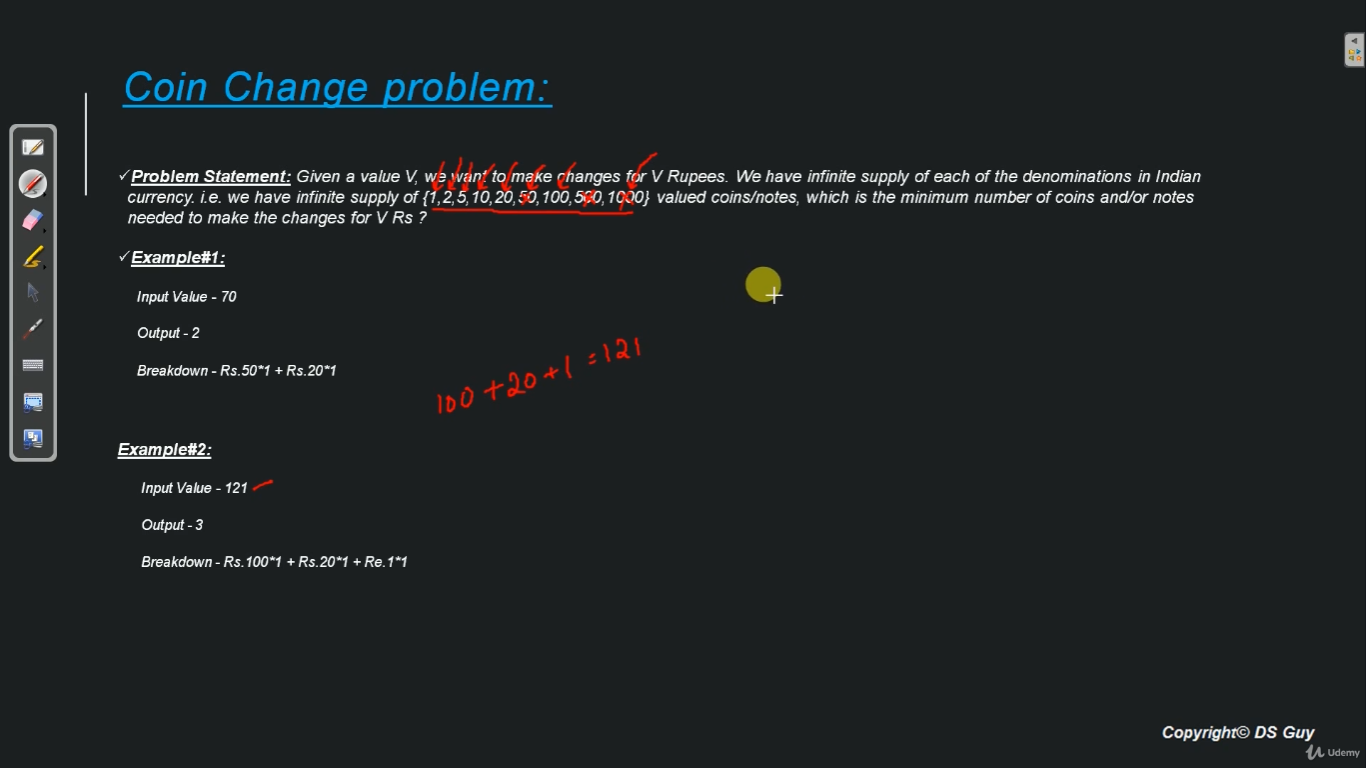 Coin Change problem:
✓Problem Statement: Given a value V, we want to make changes for V Rupees. We have infinite supply of each of the denominations in Indian
currency. i.e. we have infinite supply of {1,2,5,10,20,50,100,500,1000} valued coins/notes, which is the minimum number of coins and/or notes
needed to make the changes for V Rs ?
✓Example#1:
Input Value - 70
Output - 2
Breakdown - Rs.50*1 + Rs.20*1
100 + 20 + 1 = 121
Example#2:
Input Value - 121
Output - 3
Breakdown - Rs.100*1 + Rs.20*1 + Re.1*1
Copyright© DS Guy
Udemy